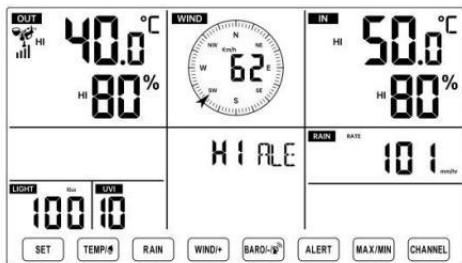 OUT WIND IN
HI 40.0°C
HI 80%
N
NW NE
Km/h
W 62 E
SW SE
S
HI 50.0°C
HI 80%
HI ALE
RAIN RATE
101 mm/hr
LIGHT Klux UVI
100 10
SET TEMP/ RAIN WIND/+ BARO/-/ ALERT MAX/MIN CHANNEL